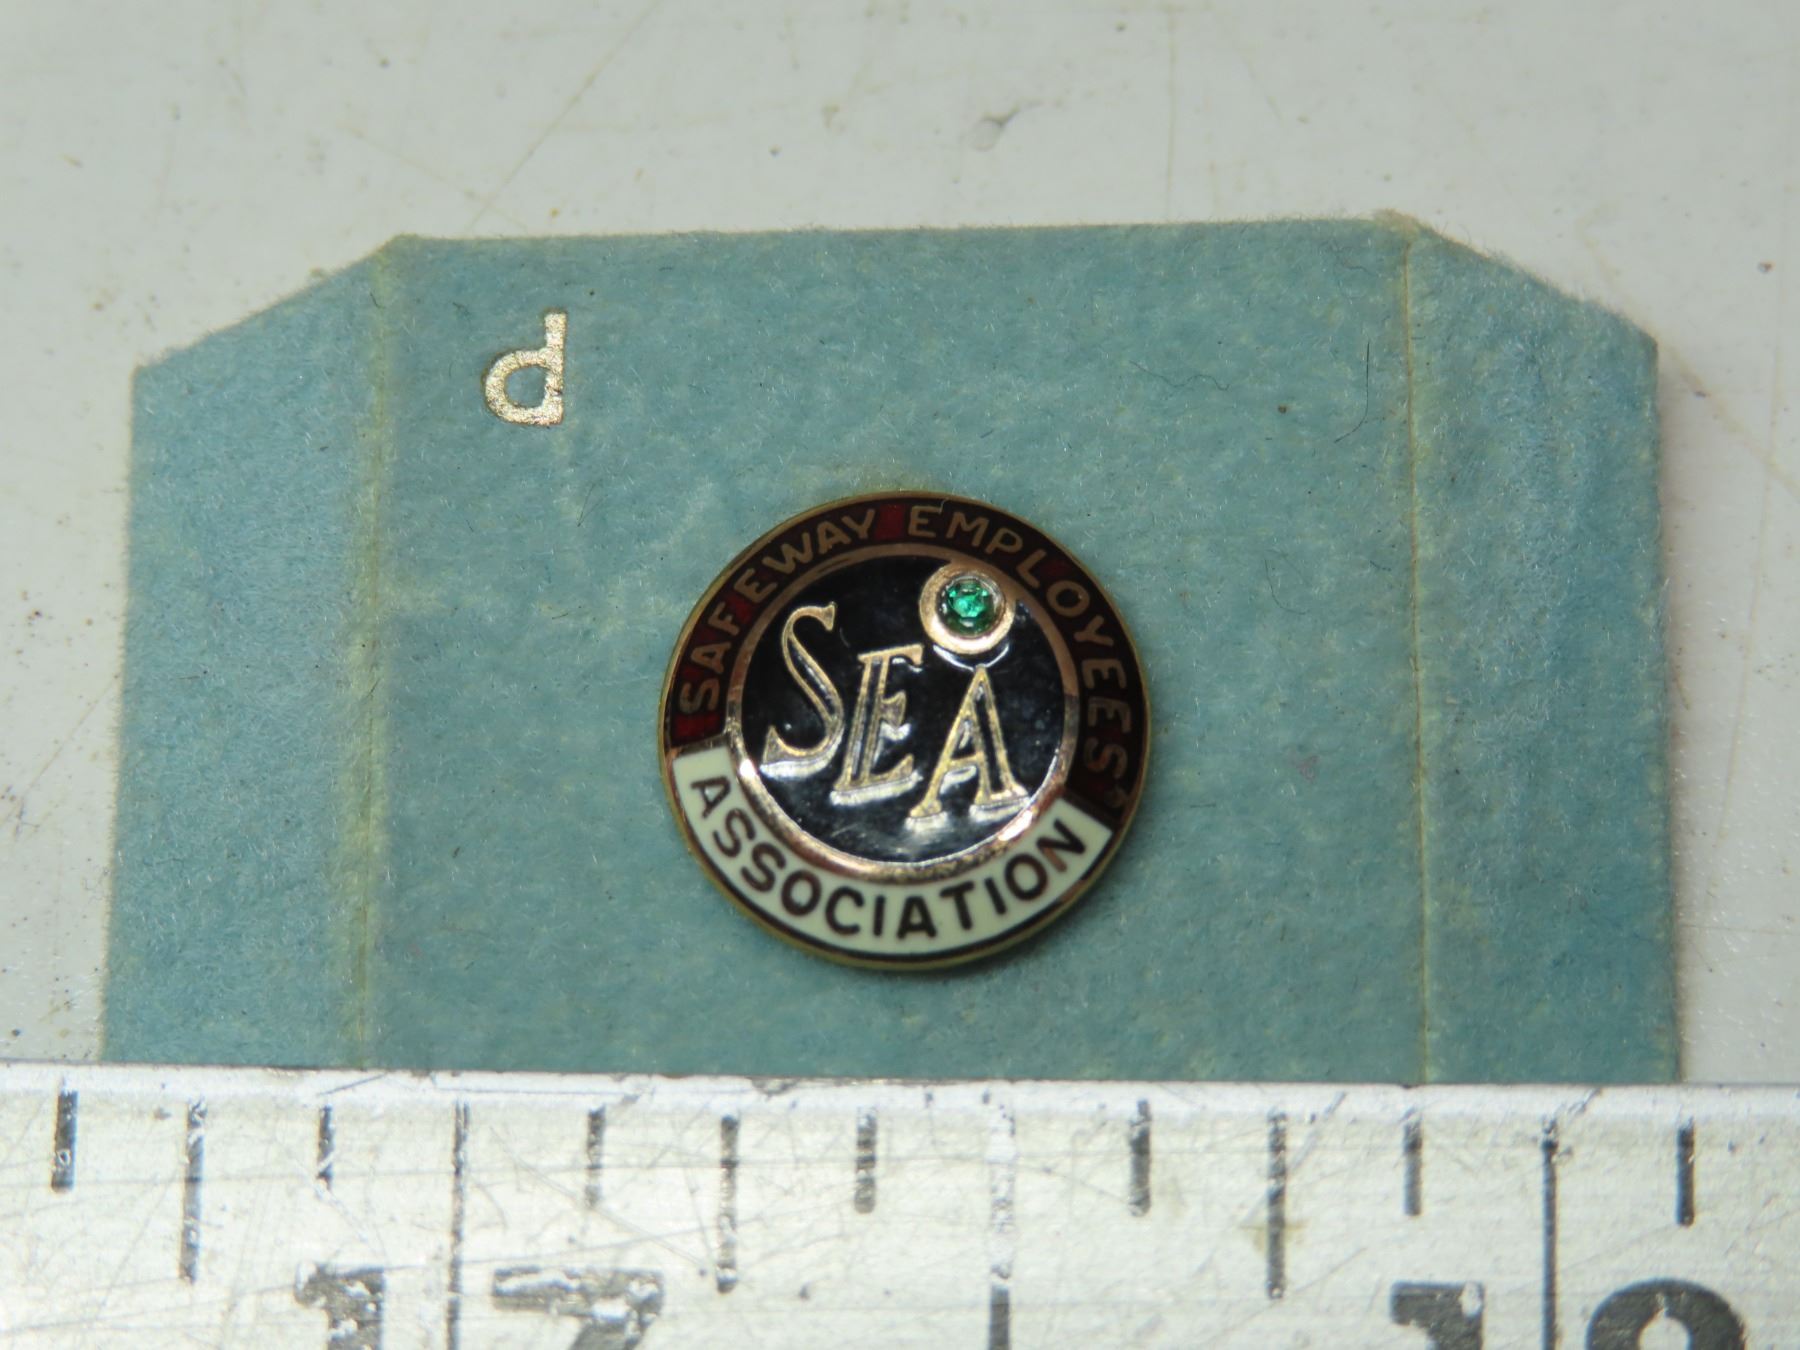 d
SAFEWAY EMPLOYEES'
SEA
ASSOCIATION
17 18